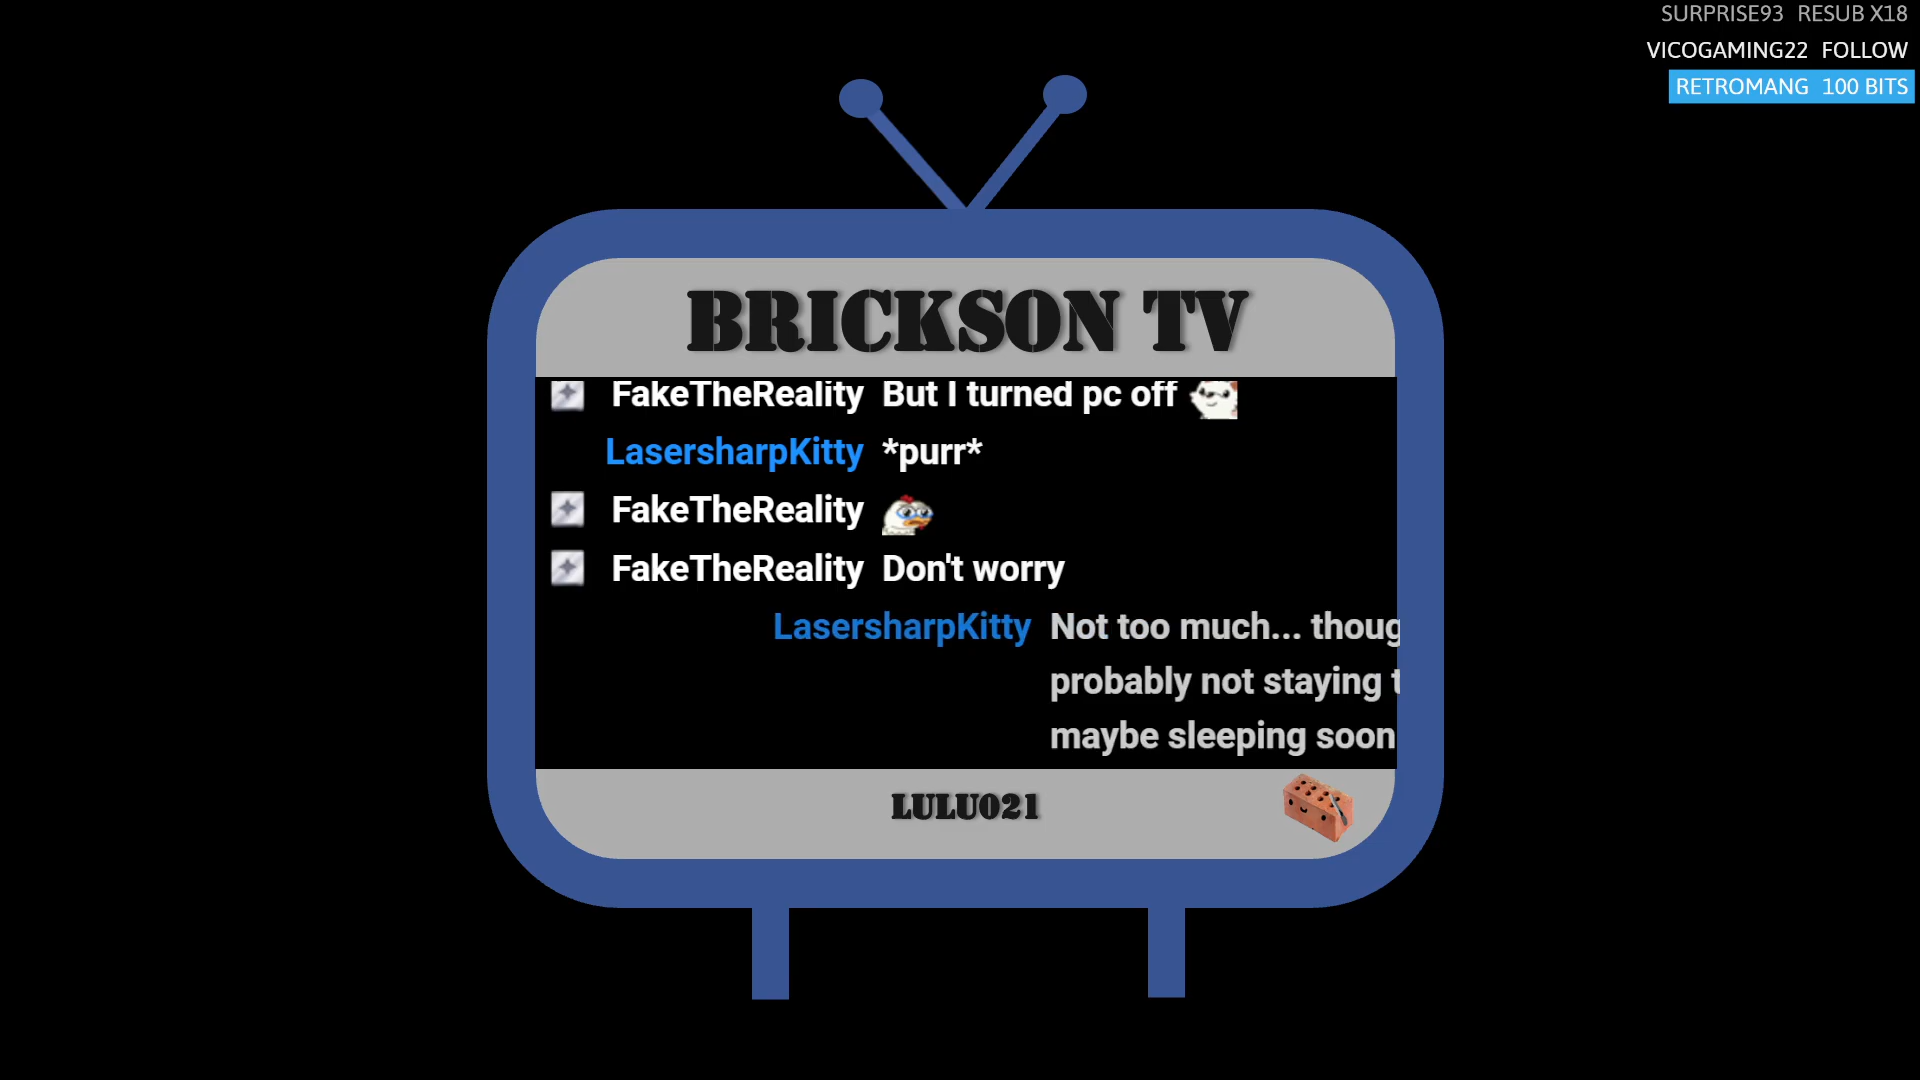 SURPRISE93 RESUB X18
VICOGAMING22 FOLLOW
RETROMANG 100 BITS
BRICKSON TV
FakeTheReality But I turned pc off
LasersharpKitty *purr*
FakeTheReality
FakeTheReality Don't worry
LasersharpKitty Not too much... thoug
probably not staying t
maybe sleeping soon
LULU021